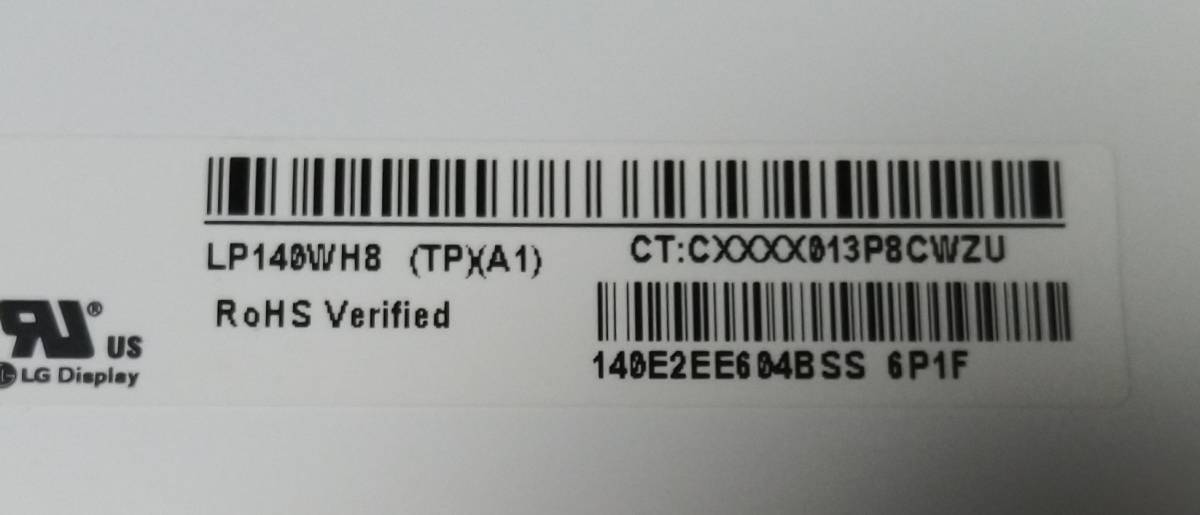 LP140WH8 (TP)(A1)
CT:CXXXX013P8CWZU
RoHS Verified
140E2EE604BSS 6P1F
® US
LG Display